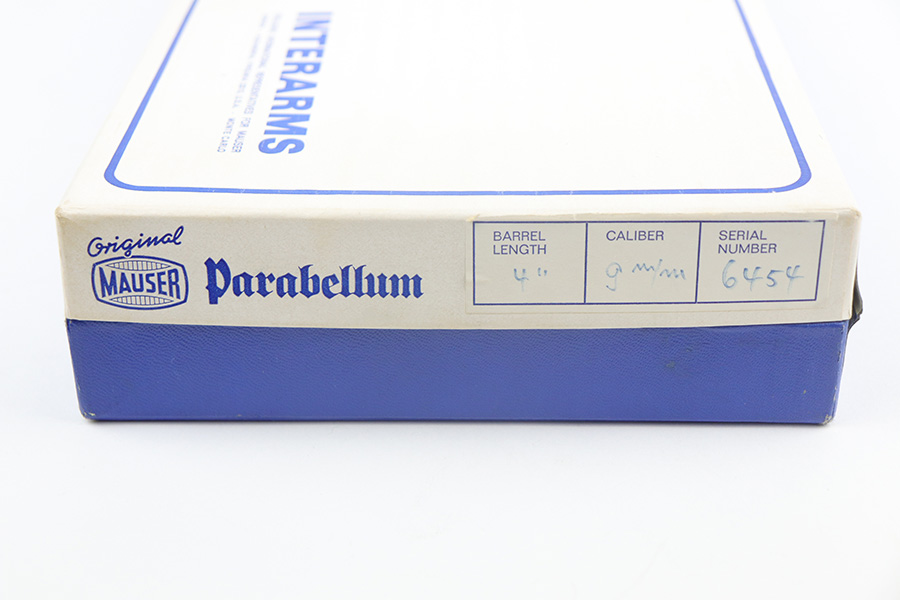 INTERARMS
Original
MAUSER
Parabellum
BARREL LENGTH
4"
CALIBER
9 m/m
SERIAL NUMBER
6454